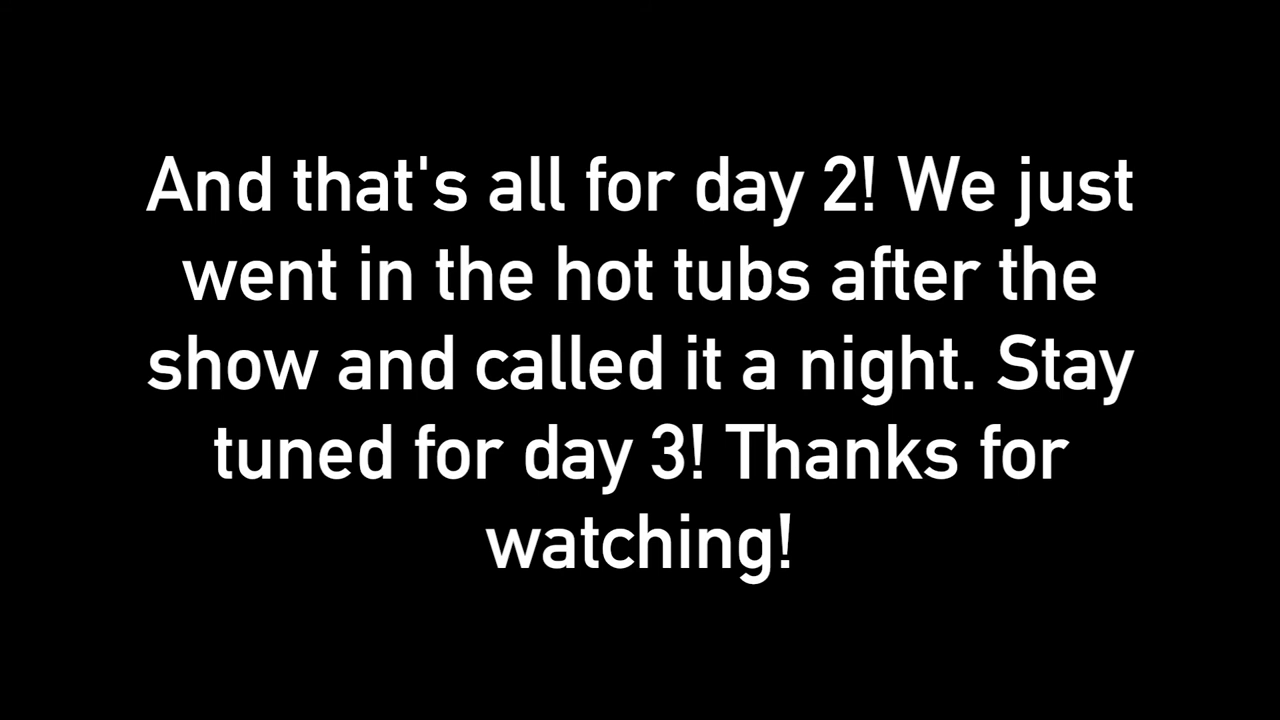 And that's all for day 2! We just
went in the hot tubs after the
show and called it a night. Stay
tuned for day 3! Thanks for
watching!